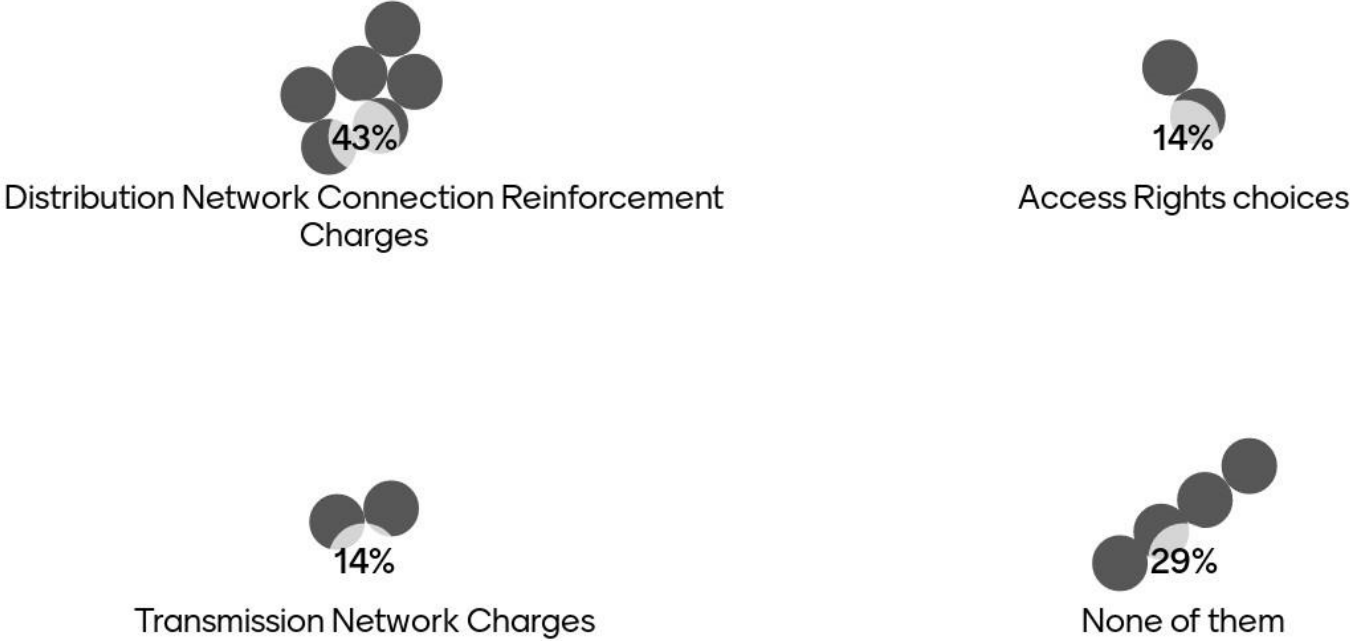 43%
Distribution Network Connection Reinforcement
Charges
14%
Access Rights choices
14%
Transmission Network Charges
29%
None of them